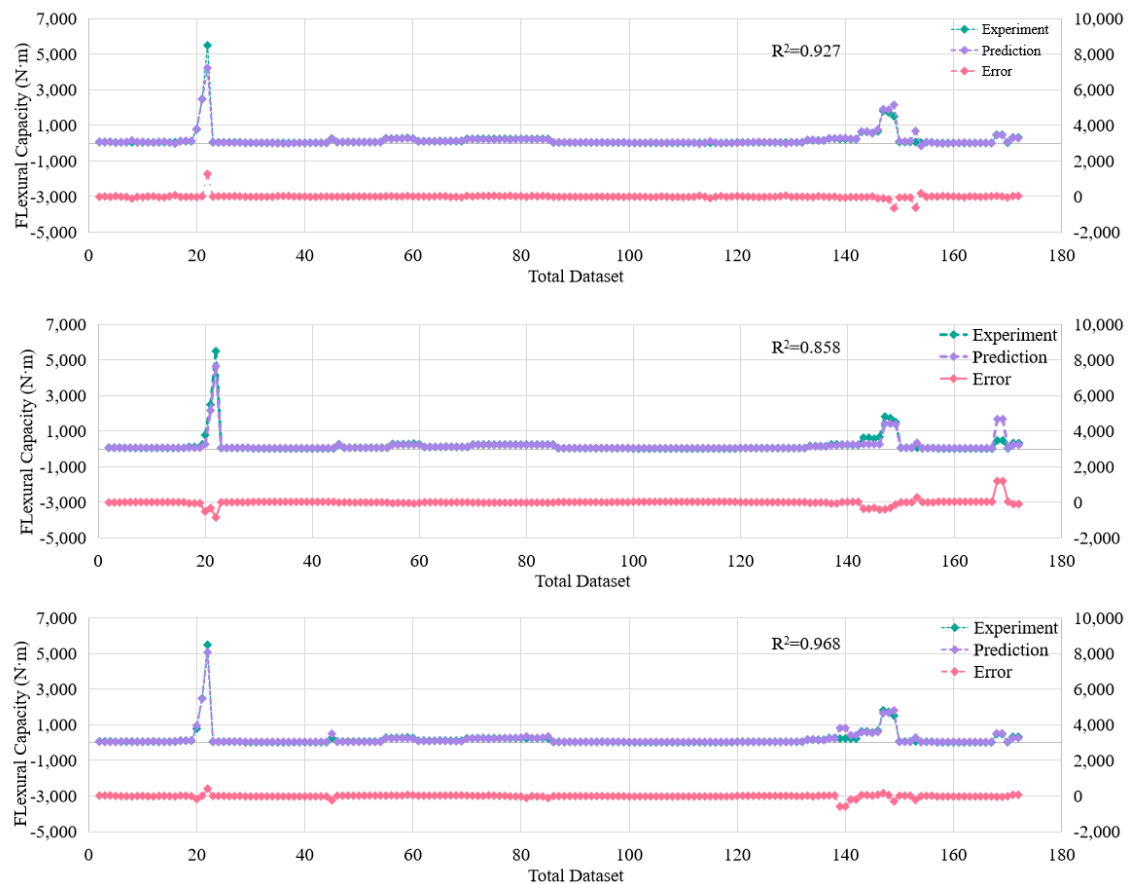 7,000
5,000
3,000
1,000
-1,000
-3,000
-5,000
FLexural Capacity (N·m)
10,000
8,000
6,000
4,000
2,000
0
-2,000
R²=0.927
Experiment
Prediction
Error
0 20 40 60 80 100 120 140 160 180
Total Dataset
7,000
5,000
3,000
1,000
-1,000
-3,000
-5,000
FLexural Capacity (N·m)
10,000
8,000
6,000
4,000
2,000
0
-2,000
R²=0.858
Experiment
Prediction
Error
0 20 40 60 80 100 120 140 160 180
Total Dataset
7,000
5,000
3,000
1,000
-1,000
-3,000
-5,000
FLexural Capacity (N·m)
10,000
8,000
6,000
4,000
2,000
0
-2,000
R²=0.968
Experiment
Prediction
Error
0 20 40 60 80 100 120 140 160 180
Total Dataset